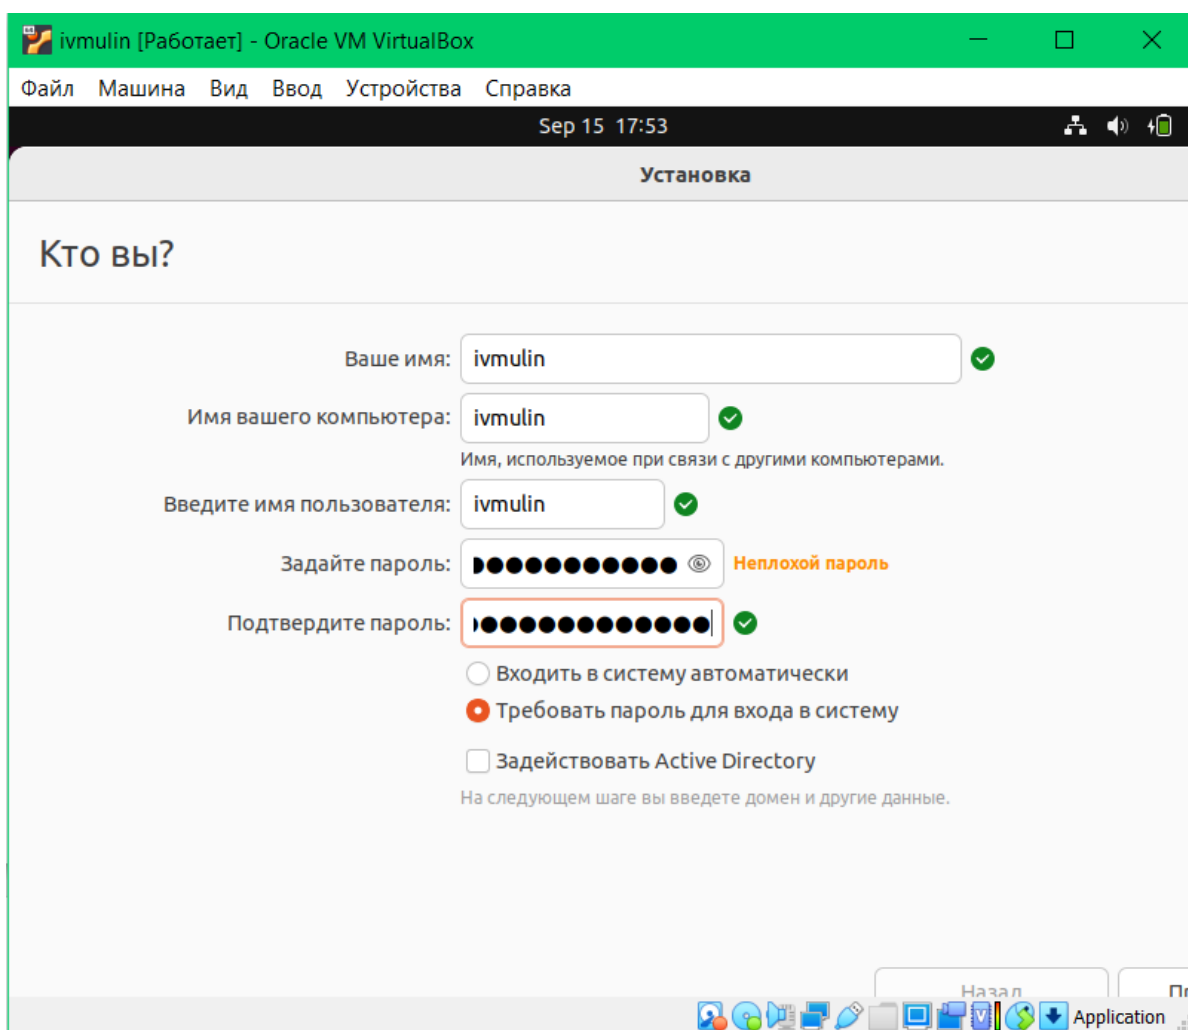 ivmulin [Работает] - Oracle VM VirtualBox
Файл Машина Вид Ввод Устройства Справка
Sep 15 17:53
Установка
Кто вы?
Ваше имя: ivmulin
Имя вашего компьютера: ivmulin
Имя, используемое при связи с другими компьютерами.
Введите имя пользователя: ivmulin
Задайте пароль: Неплохой пароль
Подтвердите пароль:
Входить в систему автоматически
Требовать пароль для входа в систему
Задействовать Active Directory
На следующем шаге вы введете домен и другие данные.
Назад
Application